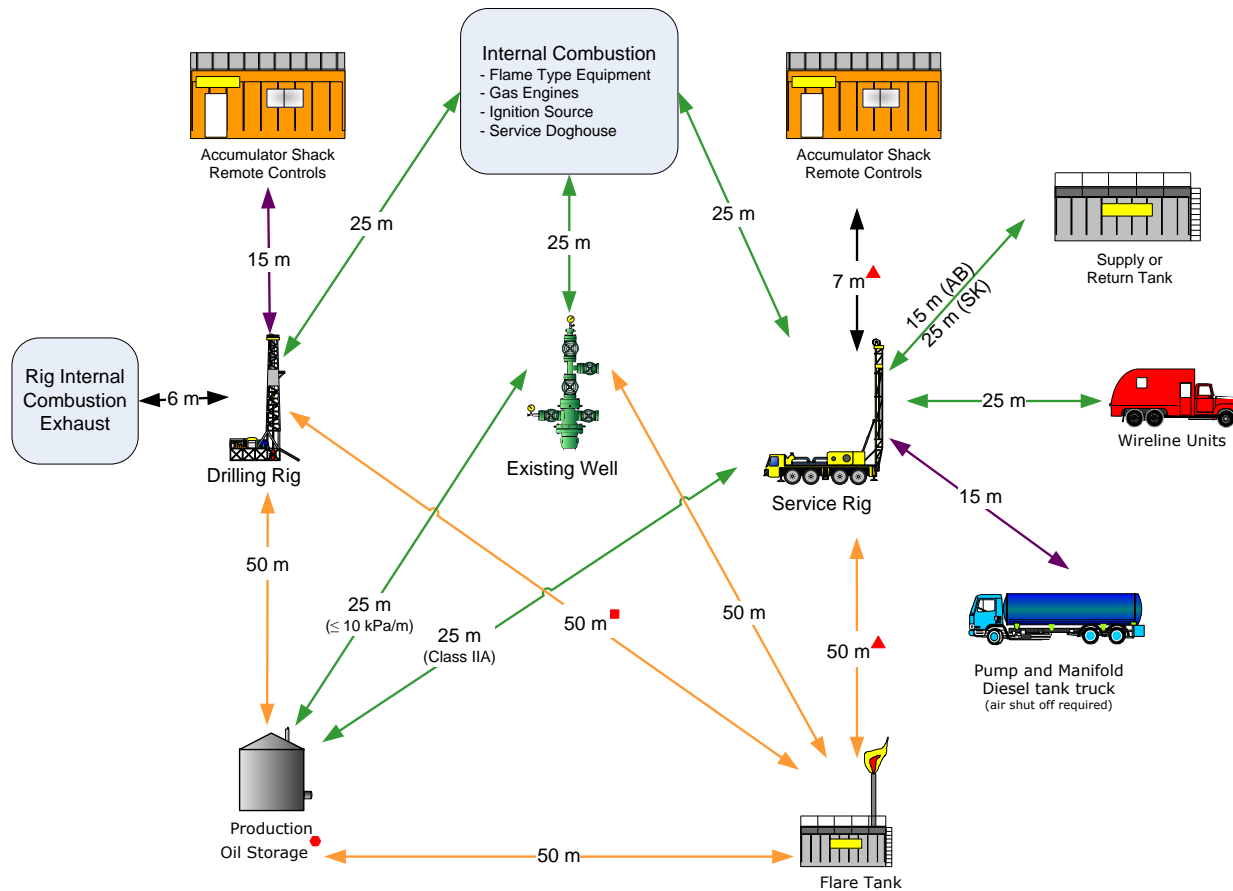 Internal Combustion
- Flame Type Equipment
- Gas Engines
- Ignition Source
- Service Doghouse
Accumulator Shack
Remote Controls
Accumulator Shack
Remote Controls
25 m
25 m
25 m
15 m
7 m
15 m (AB)
25 m (SK)
Supply or
Return Tank
Rig Internal
Combustion
Exhaust
6 m
25 m
Wireline Units
Drilling Rig
Existing Well
Service Rig
15 m
50 m
25 m
(≤ 10 kPa/m)
25 m
(Class IIA)
50 m
50 m
50 m
Pump and Manifold
Diesel tank truck
(air shut off required)
Production
Oil Storage
50 m
Flare Tank